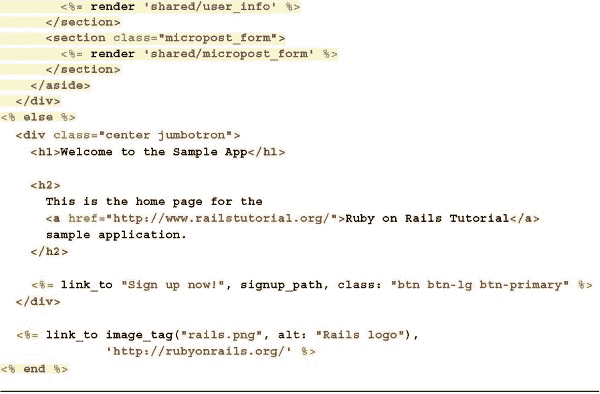 <%= render 'shared/user_info' %>
</section>
<section class="micropost_form">
<%= render 'shared/micropost_form' %>
</section>
</aside>
</div>
<% else %>
<div class="center jumbotron">
<h1>Welcome to the Sample App</h1>
<h2>
This is the home page for the
<a href="http://www.railstutorial.org/">Ruby on Rails Tutorial</a>
sample application.
</h2>
<%= link_to "Sign up now!", signup_path, class: "btn btn-lg btn-primary" %>
</div>
<%= link_to image_tag("rails.png", alt: "Rails logo"),
'http://rubyonrails.org/' %>
<% end %>